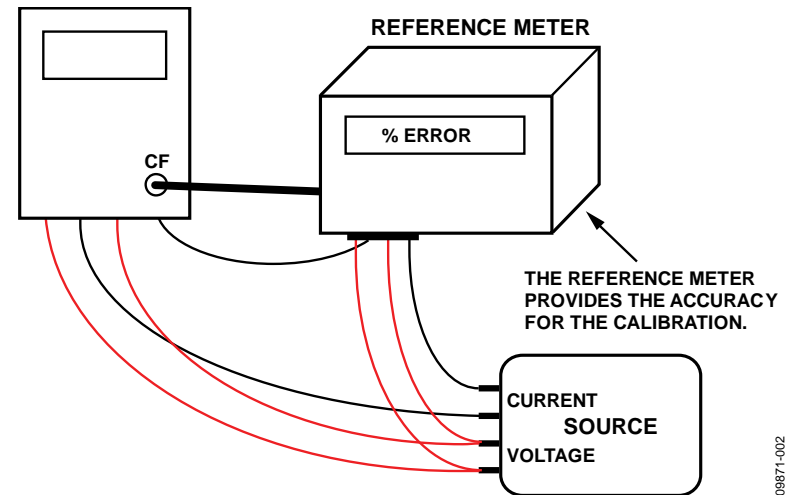 REFERENCE METER
% ERROR
CF
THE REFERENCE METER
PROVIDES THE ACCURACY
FOR THE CALIBRATION.
CURRENT
SOURCE
VOLTAGE
09871-002